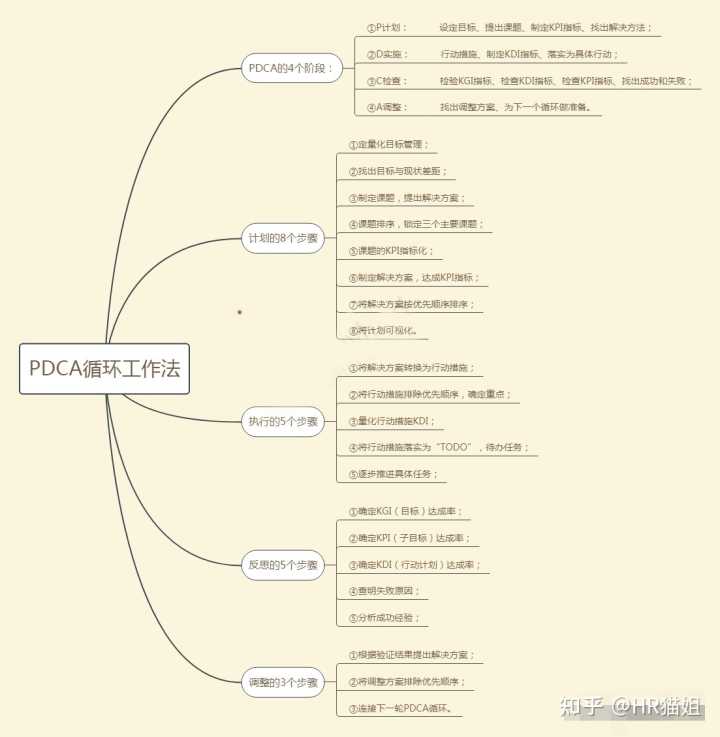 PDCA循环工作法
PDCA的4个阶段：
①P计划： 设定目标、提出课题、制定KPI指标、找出解决方法；
②D实施： 行动措施、制定KDI指标、落实为具体行动；
③C检查： 检验KGI指标、检查KDI指标、检查KPI指标、找出成功和失败；
④A调整： 找出调整方案、为下一个循环做准备。
计划的8个步骤
①定量化目标管理；
②找出目标与现状差距；
③制定课题，提出解决方案；
④课题排序，锁定三个主要课题；
⑤课题的KPI指标化；
⑥制定解决方案，达成KPI指标；
⑦将解决方案按优先顺序排序；
⑧将计划可视化。
执行的5个步骤
①将解决方案转换为行动措施；
②将行动措施排除优先顺序，确定重点；
③量化行动措施KDI；
④将行动措施落实为“TODO”，待办任务；
⑤逐步推进具体任务；
反思的5个步骤
①确定KGI（目标）达成率；
②确定KPI（子目标）达成率；
③确定KDI（行动计划）达成率；
④查明失败原因；
⑤分析成功经验；
调整的3个步骤
①根据验证结果提出解决方案；
②将调整方案排除优先顺序；
③连接下一轮PDCA循环。
知乎 @HR猫姐